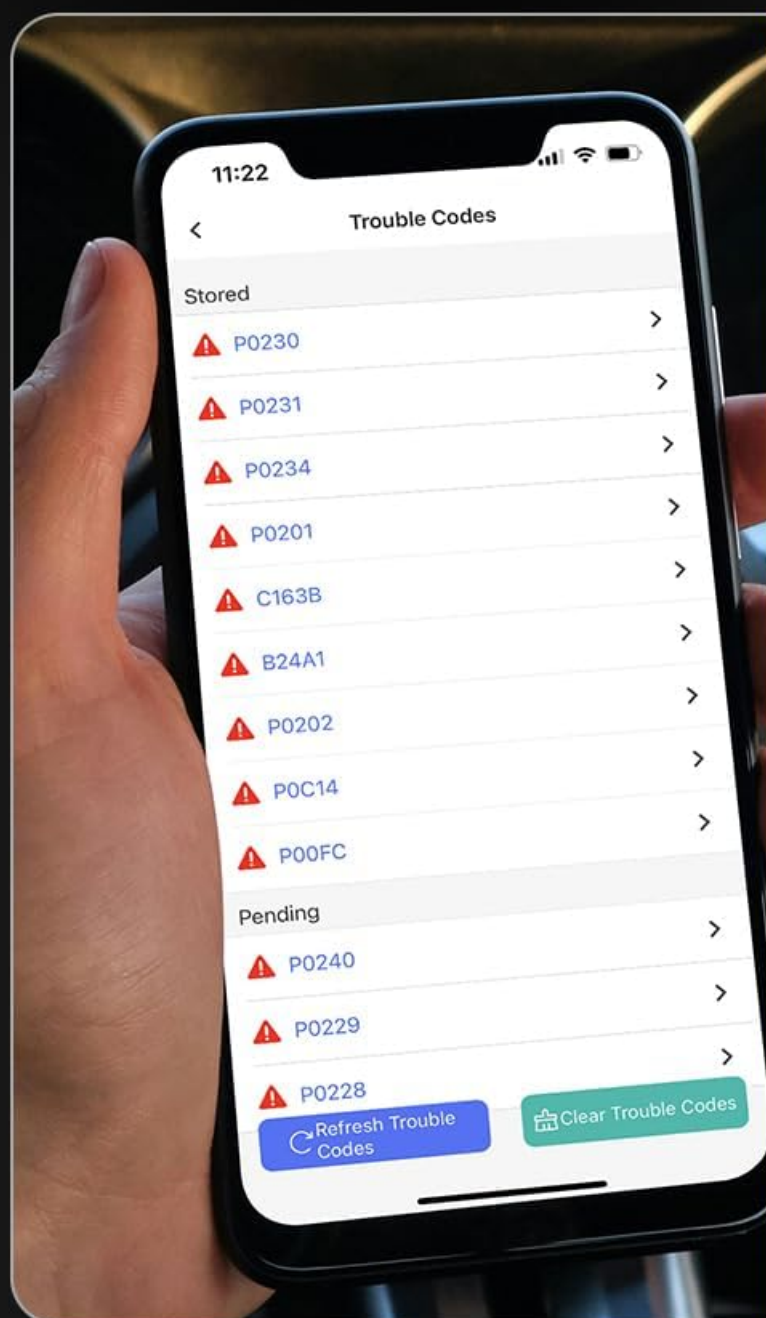 11:22
Trouble Codes
Stored
P0230
P0231
P0234
P0201
C163B
B24A1
P0202
P0C14
P00FC
Pending
P0240
P0229
P0228
Refresh Trouble
Codes
Clear Trouble Codes